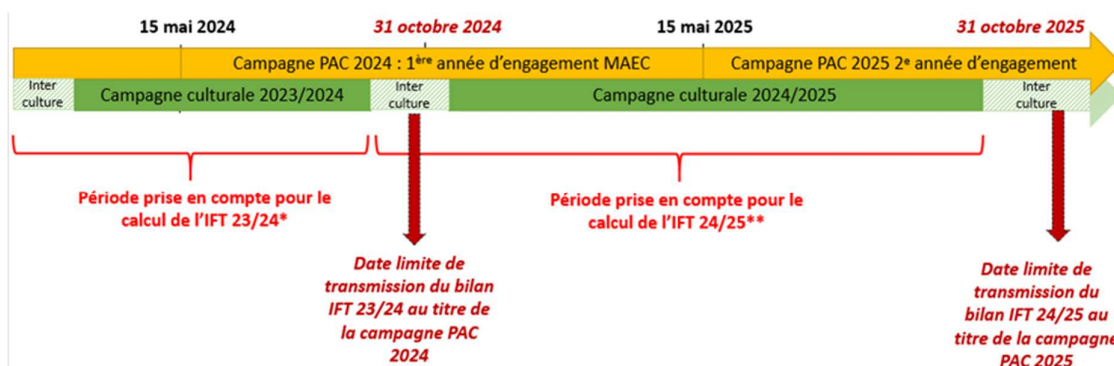 15 mai 2024
31 octobre 2024
15 mai 2025
31 octobre 2025
Campagne PAC 2024 : 1ère année d'engagement MAEC
Campagne PAC 2025 2e année d'engagement
Inter
culture
Campagne culturale 2023/2024
Inter
culture
Campagne culturale 2024/2025
Inter
culture
Période prise en compte pour le
calcul de l'IFT 23/24*
Période prise en compte pour le
calcul de l'IFT 24/25**
Date limite de
transmission du bilan
IFT 23/24 au titre de
la campagne PAC
2024
Date limite de
transmission du
bilan IFT 24/25 au
titre de la campagne
PAC 2025